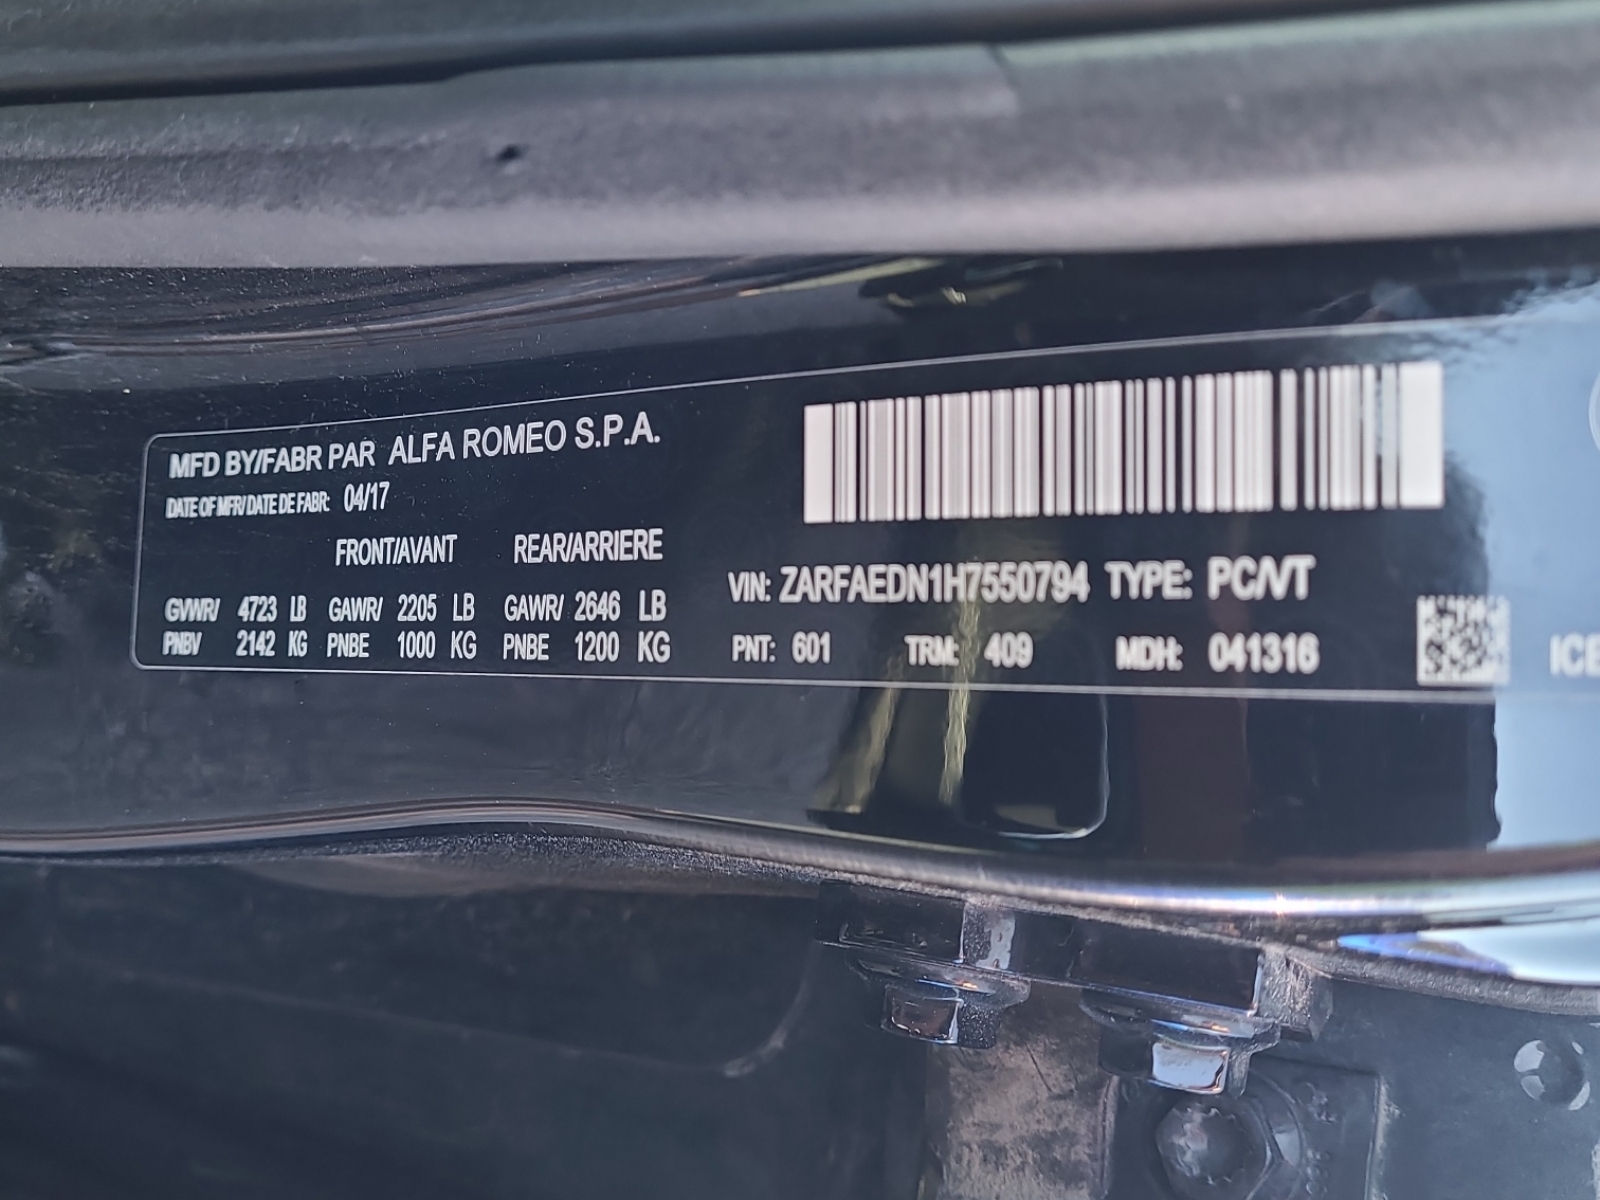 MFD BY/FABR PAR ALFA ROMEO S.P.A.
DATE OF MFR/DATE DE FABR: 04/17
FRONT/AVANT REAR/ARRIERE
GVWR/ 4723 LB GAWR/ 2205 LB GAWR/ 2646 LB
PNBV 2142 KG PNBE 1000 KG PNBE 1200 KG
VIN: ZARFAEDN1H7550794 TYPE: PC/VT
PNT: 601 TRM: 409 MDH: 041316